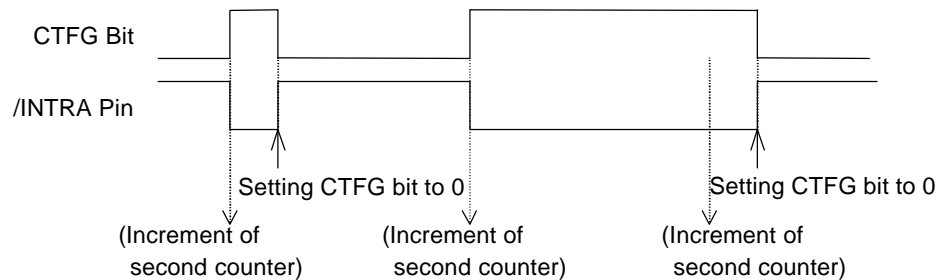 CTFG Bit
/INTRA Pin
Setting CTFG bit to 0
Setting CTFG bit to 0
(Increment of
second counter)
(Increment of
second counter)
(Increment of
second counter)